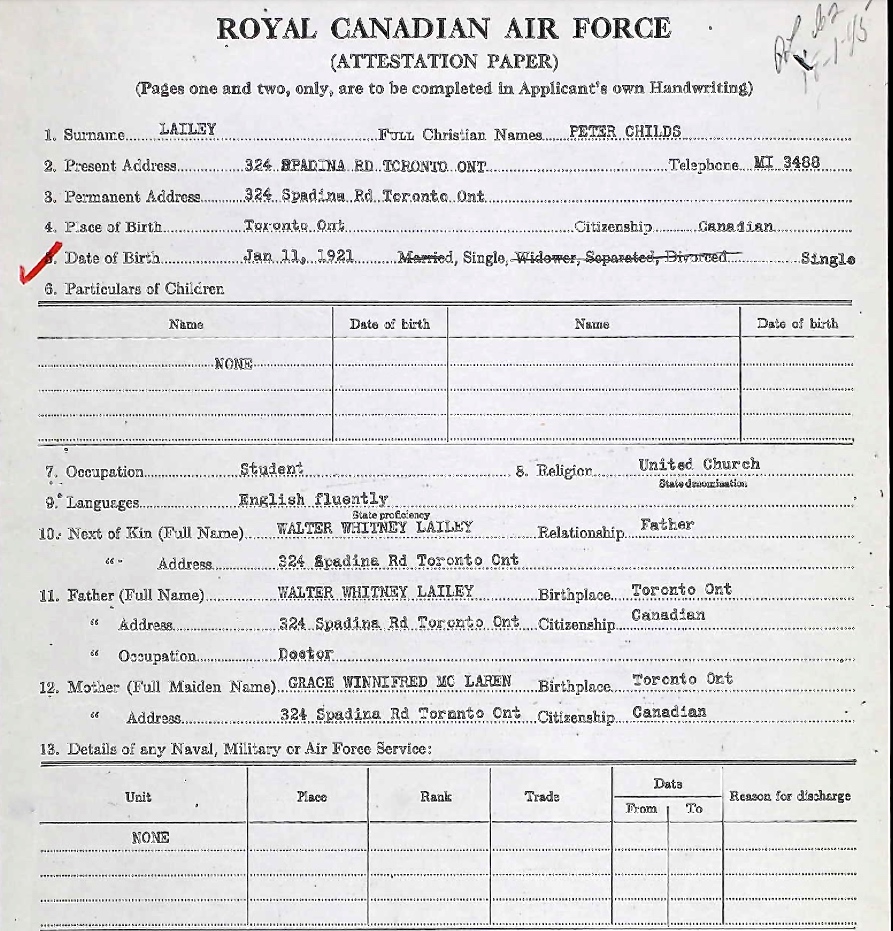 ROYAL CANADIAN AIR FORCE
(ATTESTATION PAPER)
(Pages one and two, only, are to be completed in Applicant's own Handwriting)
1. Surname LAILEY FULL Christian Names PETER CHILDS
2. Present Address 324 SPADINA RD TORONTO ONT Telephone MI 3488
3. Permanent Address 324 Spadina Rd Toronto Ont
4. Place of Birth Toronto Ont Citizenship Canadian
5. Date of Birth Jan 11, 1921 Married, Single, Widower, Separated, Divorced Single
6. Particulars of Children
Name Date of birth Name Date of birth
NONE
7. Occupation Student 8. Religion United Church
State denomination
9. Languages English fluently
State proficiency
10. Next of Kin (Full Name) WALTER WHITNEY LAILEY Relationship Father
" Address 324 Spadina Rd Toronto Ont
11. Father (Full Name) WALTER WHITNEY LAILEY Birthplace Toronto Ont
" Address 324 Spadina Rd Toronto Ont Citizenship Canadian
" Occupation Doctor
12. Mother (Full Maiden Name) GRACE WINNIFRED MC LAREN Birthplace Toronto Ont
" Address 324 Spadina Rd Toronto Ont Citizenship Canadian
13. Details of any Naval, Military or Air Force Service:
Unit Place Rank Trade Date Reason for discharge
From To
NONE